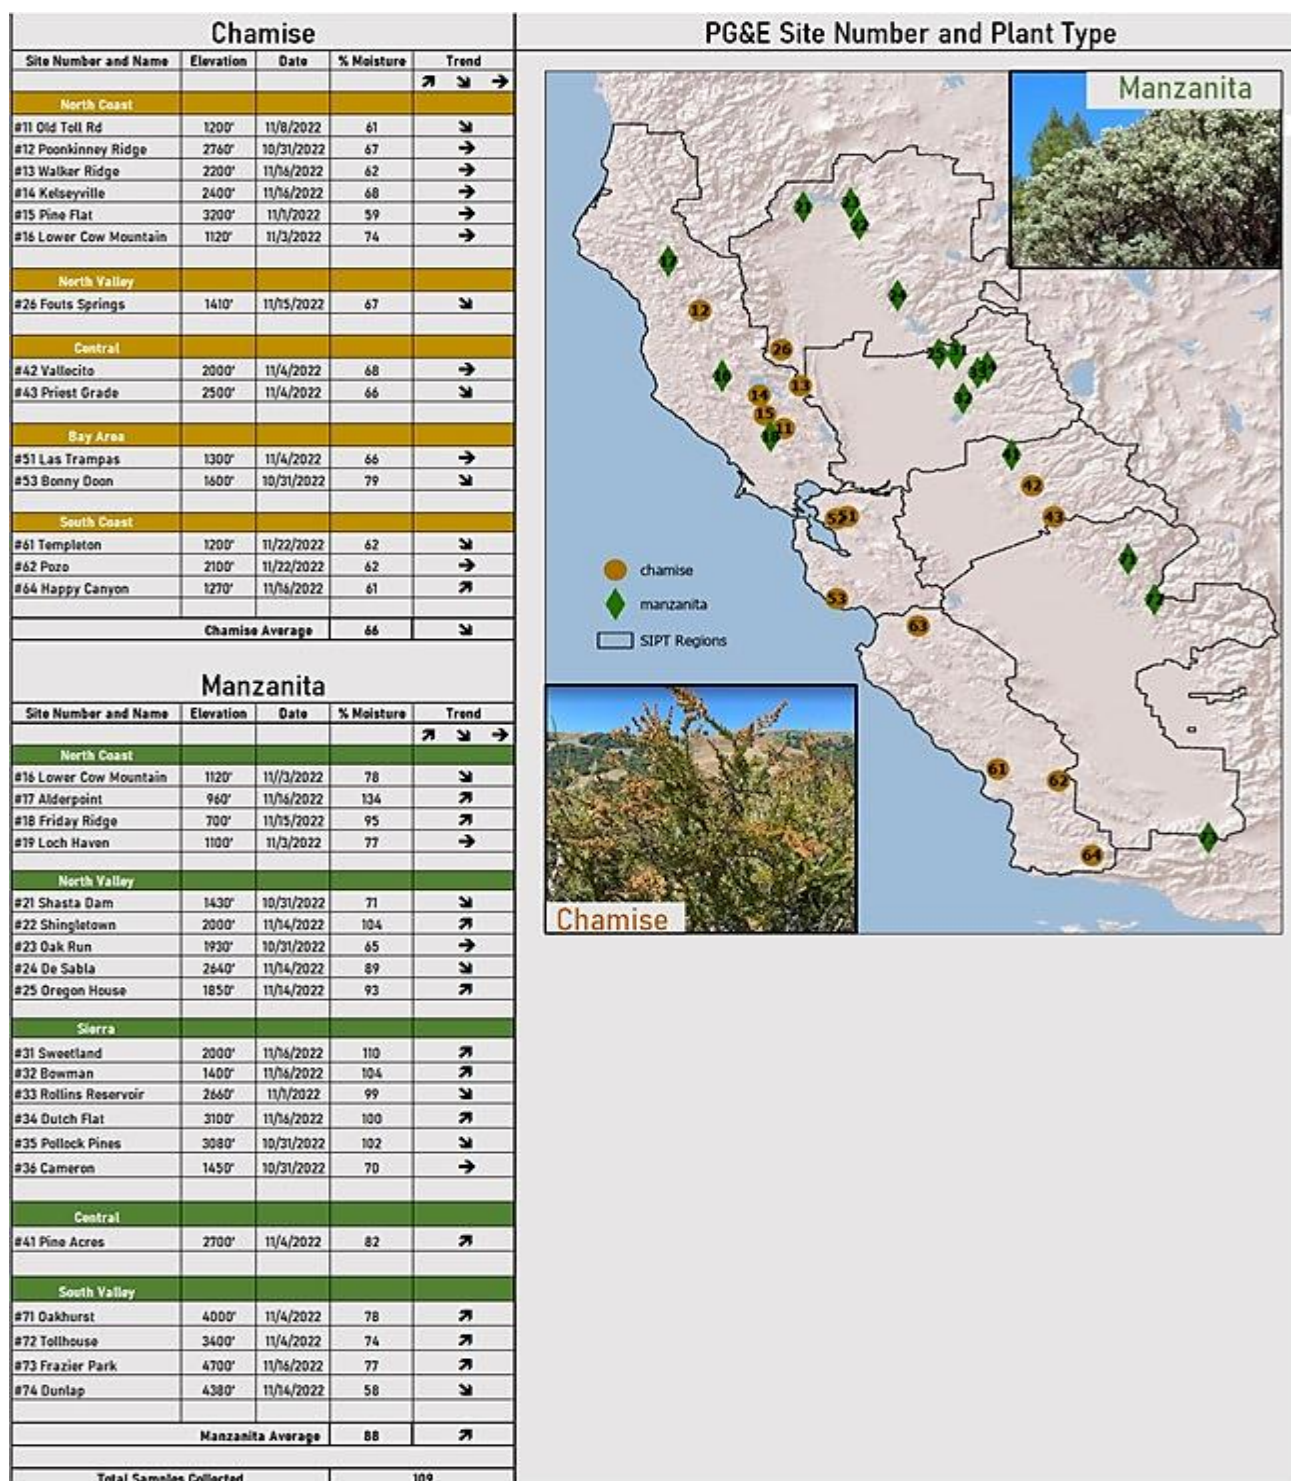 Chamise
Site Number and Name Elevation Date % Moisture Trend
↗ ↘ →
North Coast
#11 Old Toll Rd 1200' 11/8/2022 61 ↘
#12 Poonkinney Ridge 2760' 10/31/2022 67 →
#13 Walker Ridge 2200' 11/16/2022 62 →
#14 Kelseyville 2400' 11/16/2022 68 →
#15 Pine Flat 3200' 11/1/2022 59 →
#16 Lower Cow Mountain 1120' 11/3/2022 74 →
North Valley
#26 Fouts Springs 1410' 11/15/2022 67 ↘
Central
#42 Vallecito 2000' 11/4/2022 68 →
#43 Priest Grade 2500' 11/4/2022 66 ↘
Bay Area
#51 Las Trampas 1300' 11/4/2022 66 →
#53 Bonny Doon 1600' 10/31/2022 79 ↘
South Coast
#61 Templeton 1200' 11/22/2022 62 ↘
#62 Pozo 2100' 11/22/2022 62 →
#64 Happy Canyon 1270' 11/16/2022 61 ↗
Chamise Average 66 ↘
Manzanita
Site Number and Name Elevation Date % Moisture Trend
↗ ↘ →
North Coast
#16 Lower Cow Mountain 1120' 11//3/2022 78 ↘
#17 Alderpoint 960' 11/16/2022 134 ↗
#18 Friday Ridge 700' 11/15/2022 95 ↗
#19 Loch Haven 1100' 11/3/2022 77 →
North Valley
#21 Shasta Dam 1430' 10/31/2022 71 ↘
#22 Shingletown 2000' 11/14/2022 104 ↗
#23 Oak Run 1930' 10/31/2022 65 →
#24 De Sabla 2640' 11/14/2022 89 ↘
#25 Oregon House 1850' 11/14/2022 93 ↗
Sierra
#31 Sweetland 2000' 11/16/2022 110 ↗
#32 Bowman 1400' 11/16/2022 104 ↗
#33 Rollins Reservoir 2660' 11/1/2022 99 ↘
#34 Dutch Flat 3100' 11/16/2022 100 ↗
#35 Pollock Pines 3080' 10/31/2022 102 ↘
#36 Cameron 1450' 10/31/2022 70 →
Central
#41 Pine Acres 2700' 11/4/2022 82 ↗
South Valley
#71 Oakhurst 4000' 11/4/2022 78 ↗
#72 Tollhouse 3400' 11/4/2022 74 ↗
#73 Frazier Park 4700' 11/16/2022 77 ↗
#74 Dunlap 4380' 11/14/2022 58 ↘
Manzanita Average 88 ↗
Total Samples Collected 109
PG&E Site Number and Plant Type
Manzanita
12
26
13
14
15
11
42
43
51
53
63
61
62
64
chamise
manzanita
SIPT Regions
Chamise